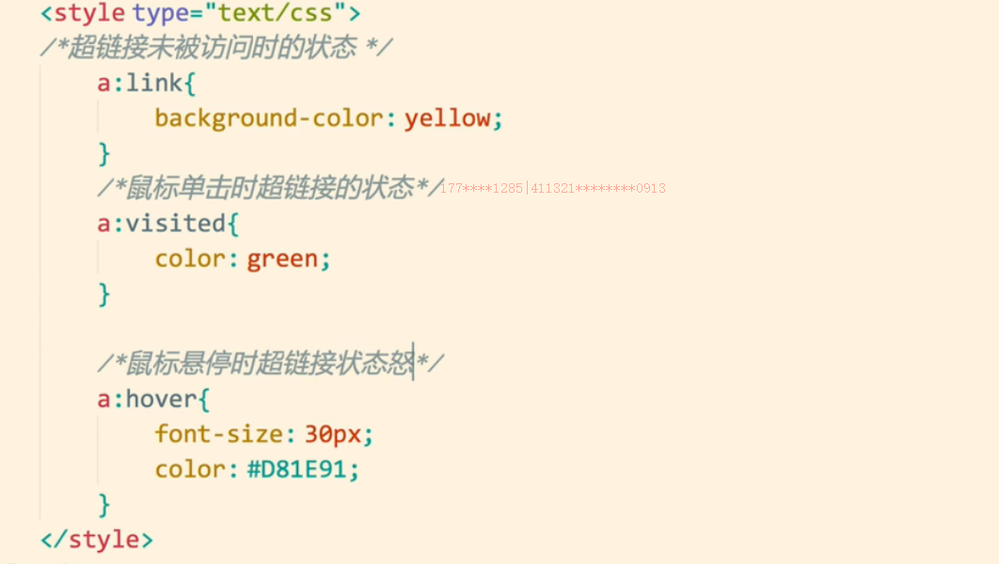 <style type="text/css">
/*超链接未被访问时的状态 */
a:link{
background-color: yellow;
}
/*鼠标单击时超链接的状态*/177****1285|411321********0913
a:visited{
color: green;
}
/*鼠标悬停时超链接状态怒*/
a:hover{
font-size: 30px;
color: #D81E91;
}
</style>